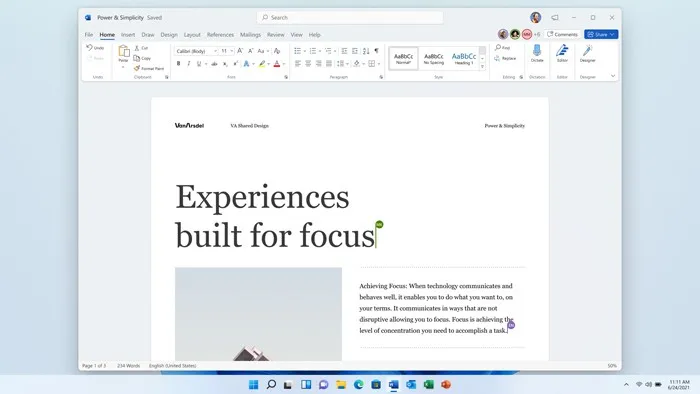 Power & Simplicity Saved
Search
File Home Insert Draw Design Layout References Mailings Review View Help
+6 Comments Share
Undo
Paste
Cut
Copy
Format Paint
Calibri (Body) 11
AaBbCc AaBbCc AaBbCc
Normal No Spacing Heading 1
Find
Replace
Dictate
Editor
Designer
Undo Clipboard Font Paragraph Style Editing Voice Editor Designer
VanArsdel VA Shared Design Power & Simplicity
Experiences
built for focus
Achieving Focus: When technology communicates and
behaves well, it enables you to do what you want to, on
your terms. It communicates in ways that are not
disruptive allowing you to focus. Focus is achieving the
level of concentration you need to accomplish a task.
Page 1 of 3 234 Words English (United States) 50%
11:11 AM
6/24/2021